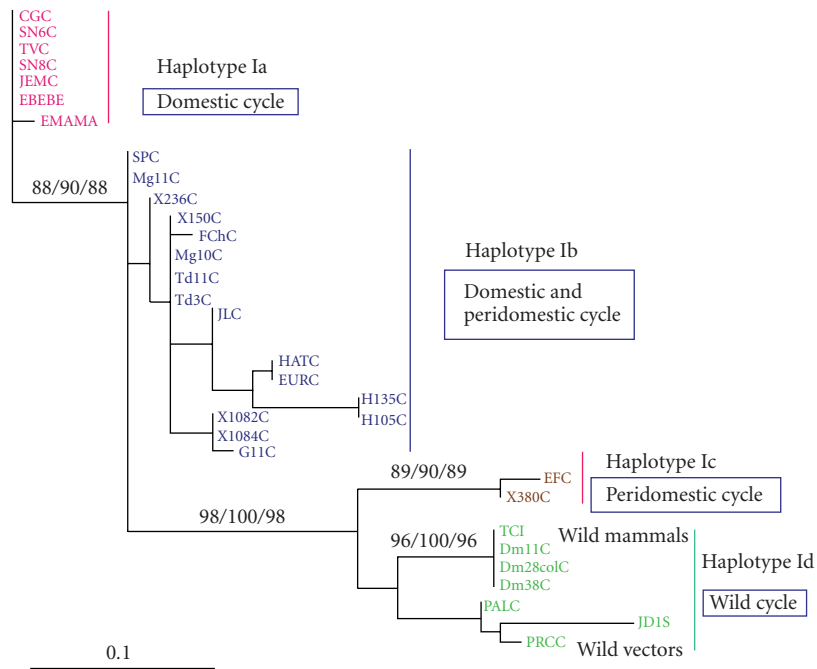 CGC
SN6C
TVC
SN8C
JEMC
EBEBE
EMAMA
Haplotype Ia
Domestic cycle
88/90/88
SPC
Mg11C
X236C
X150C
FChC
Mg10C
Td11C
Td3C
JLC
HATC
EURC
H135C
H105C
X1082C
X1084C
G11C
Haplotype Ib
Domestic and
peridomestic cycle
98/100/98
89/90/89
EFC
X380C
Haplotype Ic
Peridomestic cycle
96/100/96
TCI
Dm11C
Dm28colC
Dm38C
Wild mammals
PALC
JD1S
PRCC
Wild vectors
Haplotype Id
Wild cycle
0.1